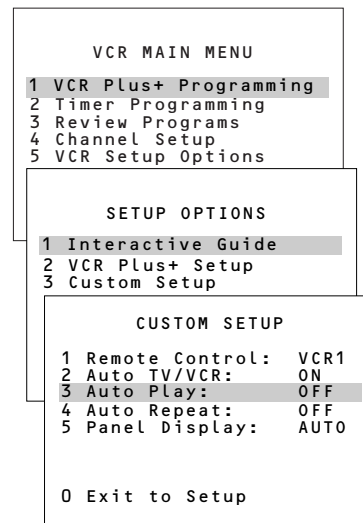 VCR MAIN MENU
1 VCR Plus+ Programming
2 Timer Programming
3 Review Programs
4 Channel Setup
5 VCR Setup Options
SETUP OPTIONS
1 Interactive Guide
2 VCR Plus+ Setup
3 Custom Setup
CUSTOM SETUP
1 Remote Control: VCR1
2 Auto TV/VCR: ON
3 Auto Play: OFF
4 Auto Repeat: OFF
5 Panel Display: AUTO
0 Exit to Setup